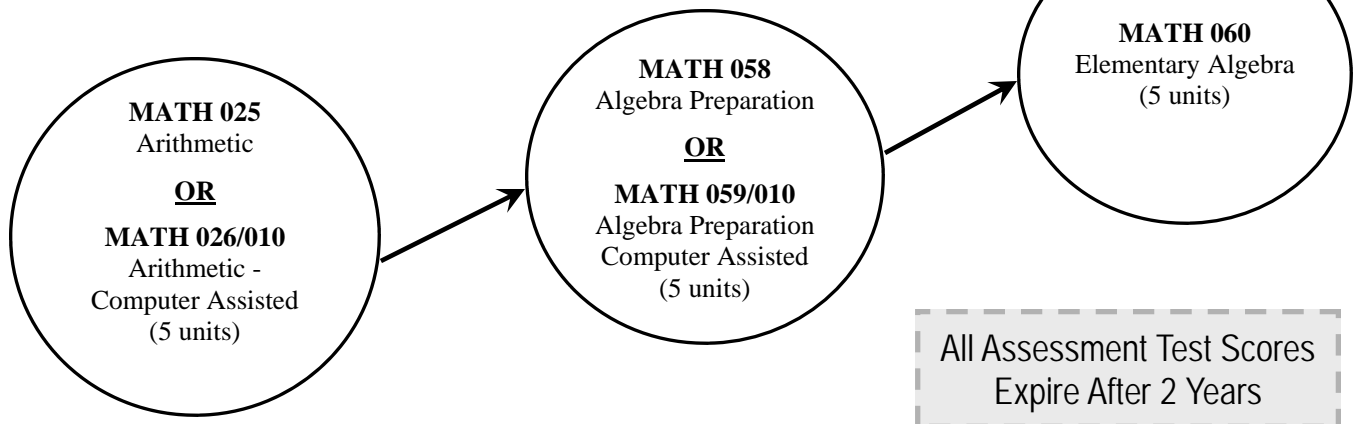 MATH 025
Arithmetic
OR
MATH 026/010
Arithmetic -
Computer Assisted
(5 units)
MATH 058
Algebra Preparation
OR
MATH 059/010
Algebra Preparation
Computer Assisted
(5 units)
MATH 060
Elementary Algebra
(5 units)
All Assessment Test Scores
Expire After 2 Years